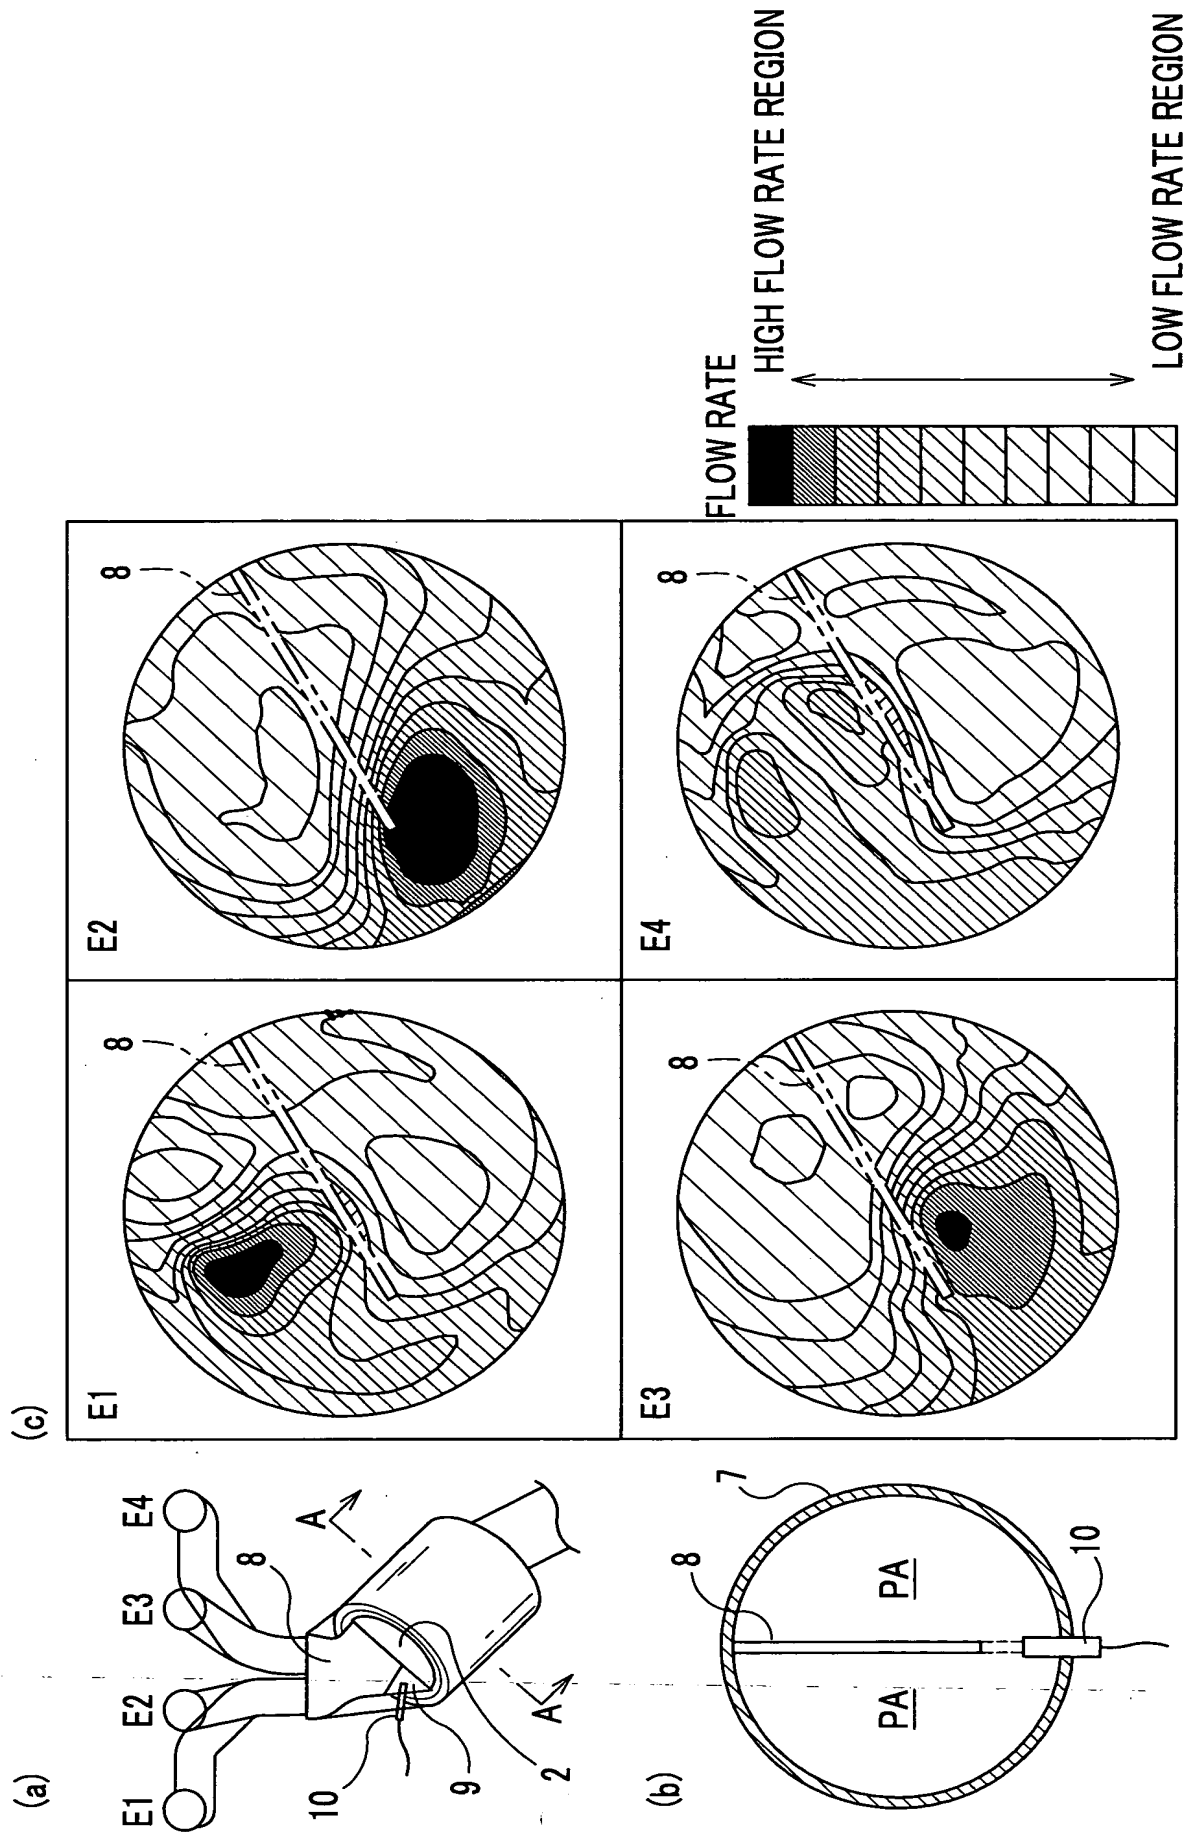 (a)
E1
E2
E3
E4
8
A
A
10
9
2
(b)
8
7
PA
PA
10
(c)
E1
8
E2
8
E3
8
E4
8
FLOW RATE
HIGH FLOW RATE REGION
LOW FLOW RATE REGION